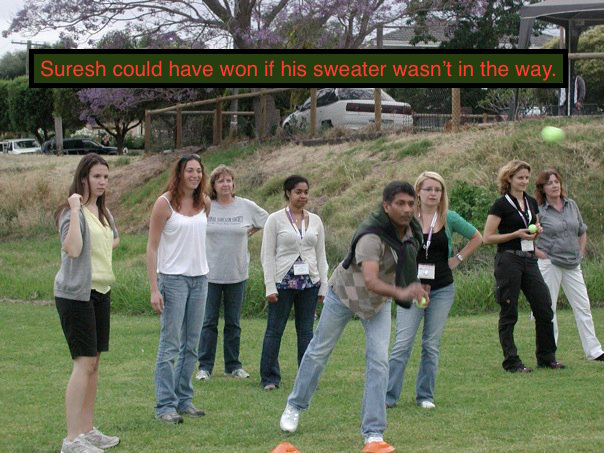 Suresh could have won if his sweater wasn't in the way.